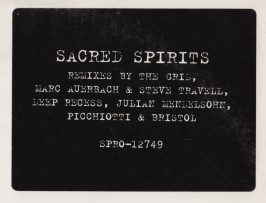 SACRED SPIRITS
REMIXES BY THE GRID,
MARC AUERBACH & STEVE TRAVELL,
DEEP RECESS, JULIAN MENDELSOHN,
PICCHIOTTI & BRISTOL
SPRO-12749